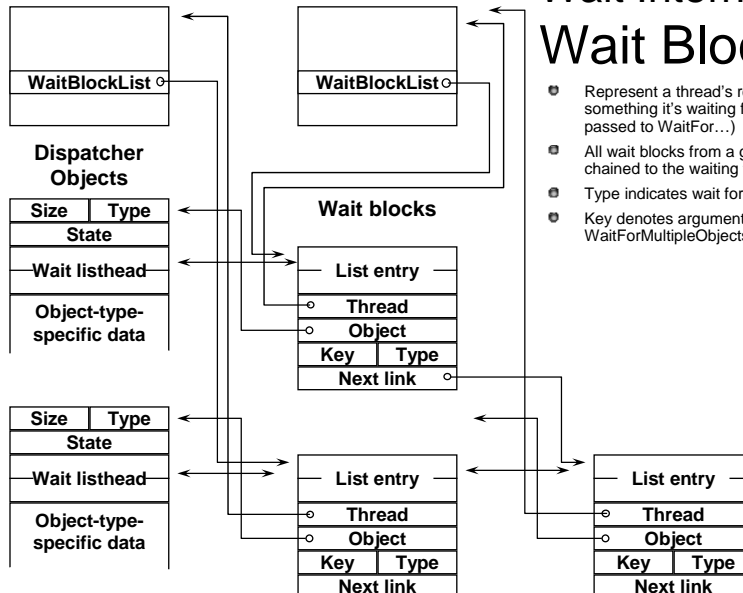 Wait Blo
WaitBlockList
WaitBlockList
Represent a thread's
something it's waiting
passed to WaitFor…)
All wait blocks from a
chained to the waiting
Type indicates wait for
Key denotes argument
Dispatcher
Objects
Size Type
State
Wait listhead
Object-type-
specific data
Wait blocks
List entry
Thread
Object
Key Type
Next link
Size Type
State
Wait listhead
Object-type-
specific data
List entry
Thread
Object
Key Type
Next link
List entry
Thread
Object
Key Type
Next link